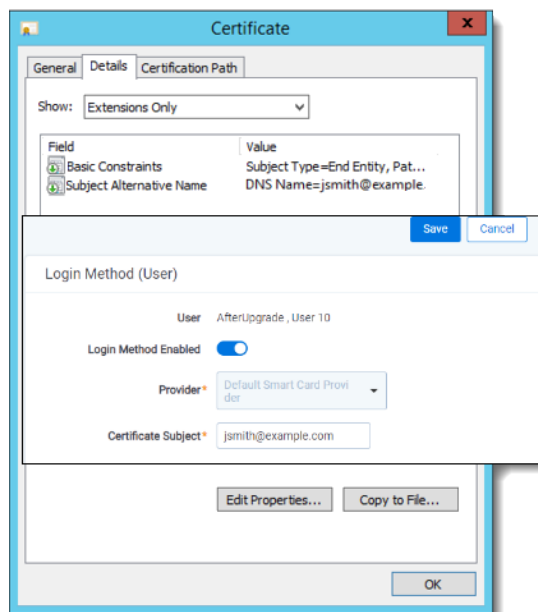 Certificate
x
General Details Certification Path
Show: Extensions Only
Field Value
Basic Constraints Subject Type=End Entity, Pat...
Subject Alternative Name DNS Name=jsmith@example.
Save Cancel
Login Method (User)
User AfterUpgrade , User 10
Login Method Enabled
Provider* Default Smart Card Provi
der
Certificate Subject* jsmith@example.com
Edit Properties... Copy to File...
OK